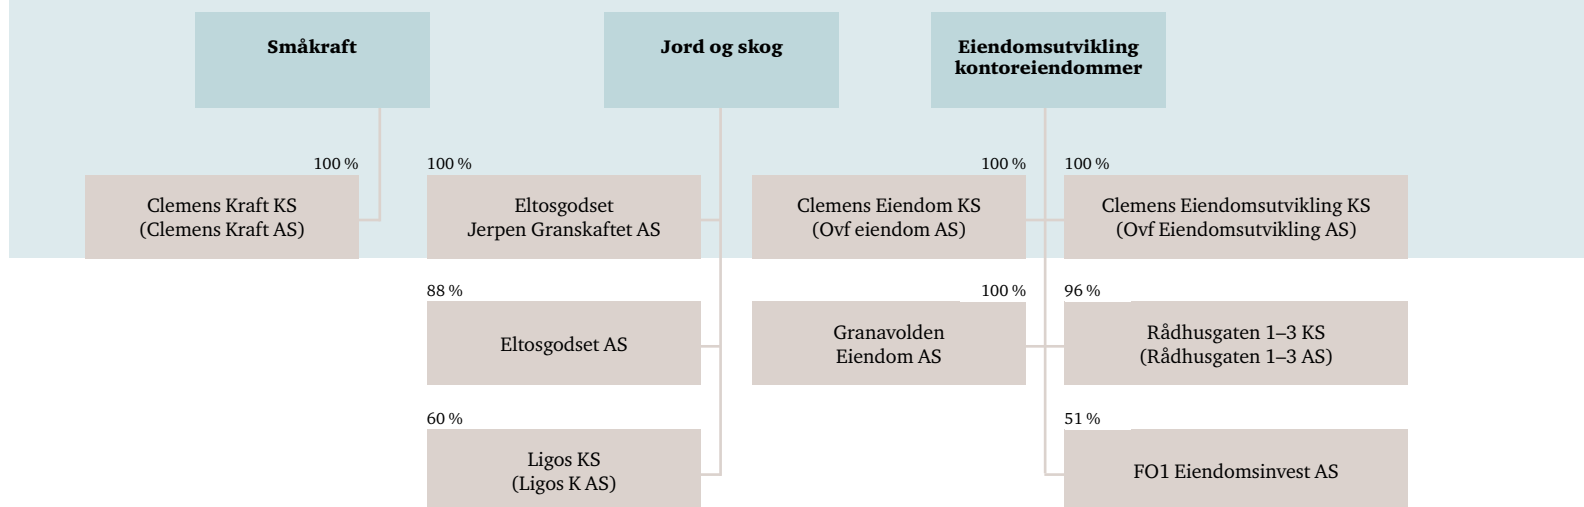 Småkraft
Jord og skog
Eiendomsutvikling
kontoreiendommer
100 %
100 %
100 %
100 %
Clemens Kraft KS
(Clemens Kraft AS)
Eltosgodset
Jerpen Granskaftet AS
Clemens Eiendom KS
(Ovf eiendom AS)
Clemens Eiendomsutvikling KS
(Ovf Eiendomsutvikling AS)
88 %
100 %
96 %
Eltosgodset AS
Granavolden
Eiendom AS
Rådhusgaten 1–3 KS
(Rådhusgaten 1–3 AS)
60 %
51 %
Ligos KS
(Ligos K AS)
FO1 Eiendomsinvest AS